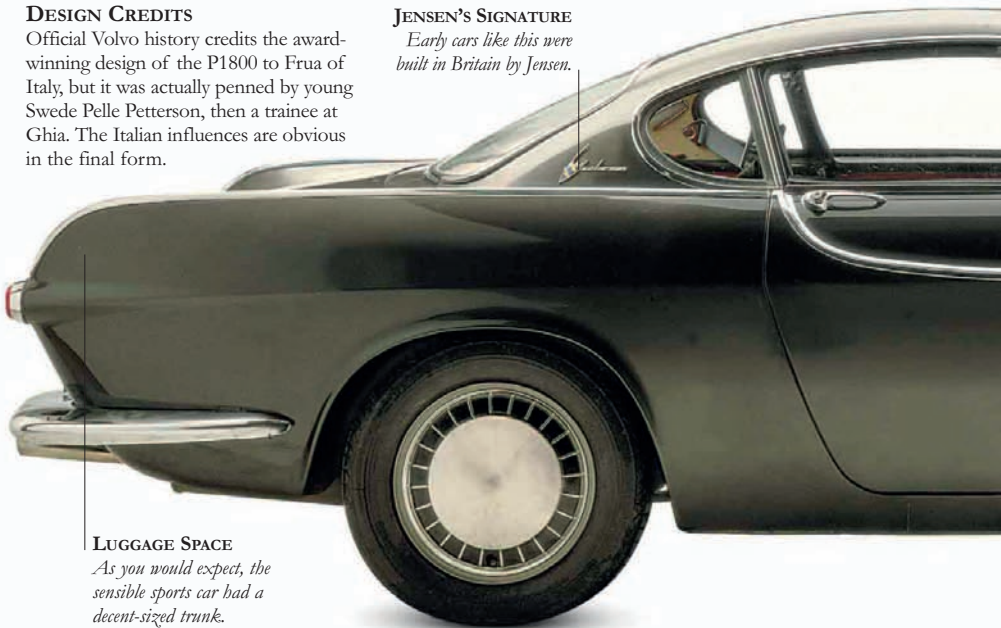 DESIGN CREDITS
Official Volvo history credits the award-
winning design of the P1800 to Frua of
Italy, but it was actually penned by young
Swede Pelle Petterson, then a trainee at
Ghia. The Italian influences are obvious
in the final form.
JENSEN’S SIGNATURE
Early cars like this were
built in Britain by Jensen.
LUGGAGE SPACE
As you would expect, the
sensible sports car had a
decent-sized trunk.